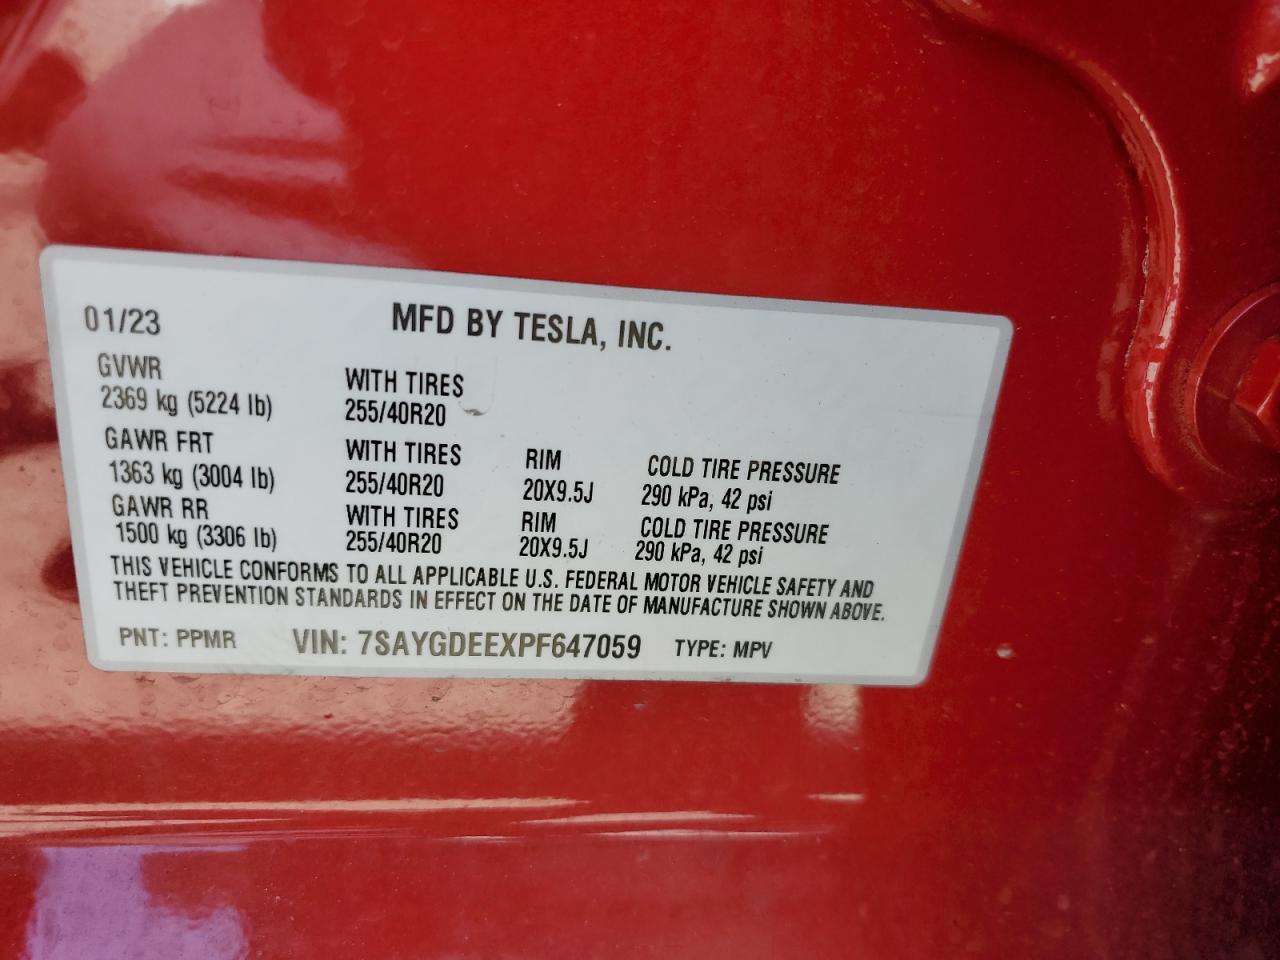 01/23 MFD BY TESLA, INC.
GVWR
2369 kg (5224 lb)
WITH TIRES
255/40R20
GAWR FRT
1363 kg (3004 lb)
WITH TIRES
255/40R20
RIM
20X9.5J
COLD TIRE PRESSURE
290 kPa, 42 psi
GAWR RR
1500 kg (3306 lb)
WITH TIRES
255/40R20
RIM
20X9.5J
COLD TIRE PRESSURE
290 kPa, 42 psi
THIS VEHICLE CONFORMS TO ALL APPLICABLE U.S. FEDERAL MOTOR VEHICLE SAFETY AND
THEFT PREVENTION STANDARDS IN EFFECT ON THE DATE OF MANUFACTURE SHOWN ABOVE.
PNT: PPMR VIN: 7SAYGDEEXPF647059 TYPE: MPV